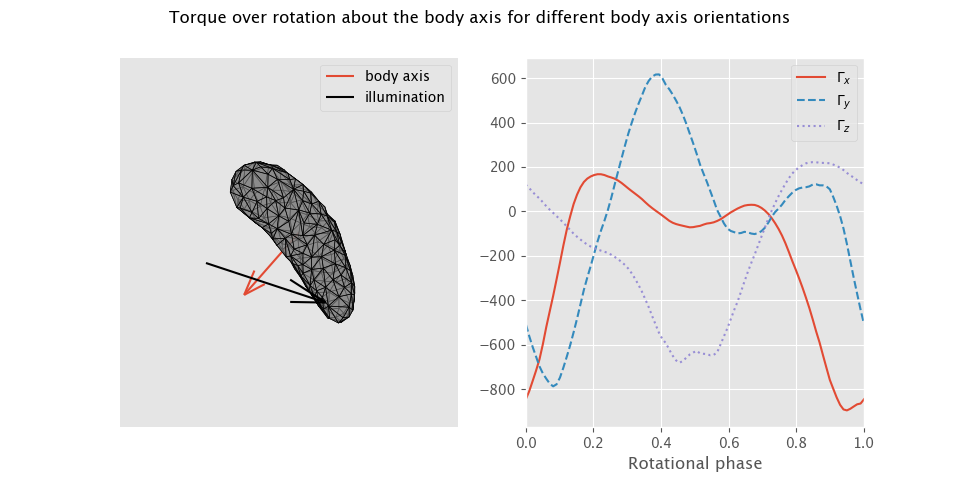 Torque over rotation about the body axis for different body axis orientations
body axis
illumination
Γx
Γy
Γz
600
400
200
0
−200
−400
−600
−800
0.0 0.2 0.4 0.6 0.8 1.0
Rotational phase